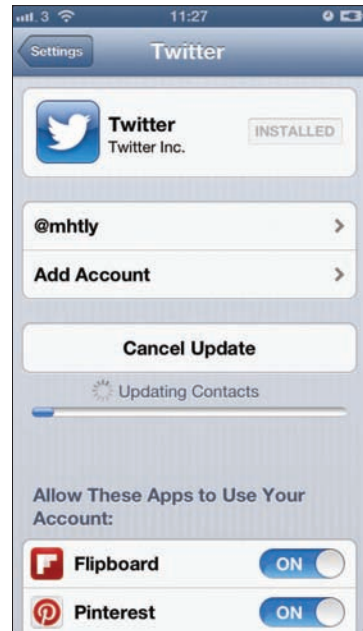 3 11:27
Settings Twitter
Twitter INSTALLED
Twitter Inc.
@mhtly
Add Account
Cancel Update
Updating Contacts
Allow These Apps to Use Your
Account:
Flipboard ON
Pinterest ON